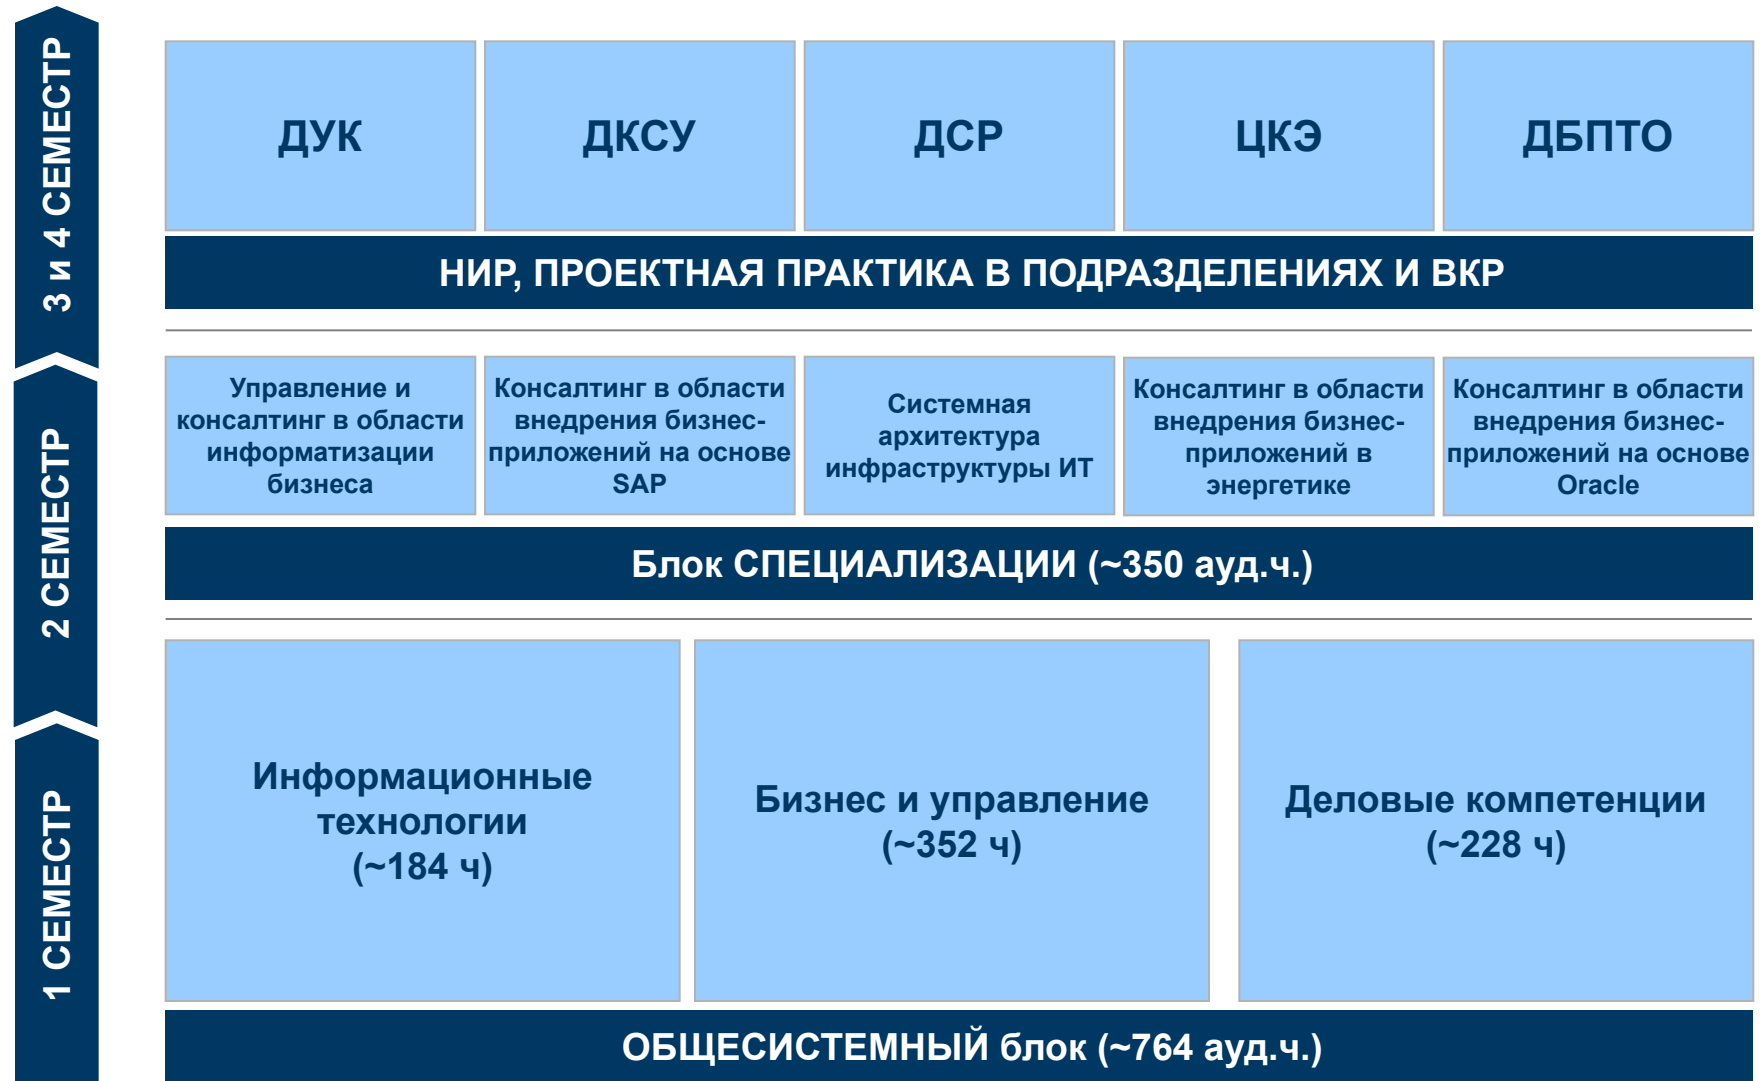 3 и 4 СЕМЕСТР
ДУК
ДКСУ
ДСР
ЦКЭ
ДБПТО
НИР, ПРОЕКТНАЯ ПРАКТИКА В ПОДРАЗДЕЛЕНИЯХ И ВКР
2 СЕМЕСТР
Управление и
консалтинг в области
информатизации
бизнеса
Консалтинг в области
внедрения бизнес-
приложений на основе
SAP
Системная
архитектура
инфраструктуры ИТ
Консалтинг в области
внедрения бизнес-
приложений в
энергетике
Консалтинг в области
внедрения бизнес-
приложений на основе
Oracle
Блок СПЕЦИАЛИЗАЦИИ (~350 ауд.ч.)
1 СЕМЕСТР
Информационные
технологии
(~184 ч)
Бизнес и управление
(~352 ч)
Деловые компетенции
(~228 ч)
ОБЩЕСИСТЕМНЫЙ блок (~764 ауд.ч.)